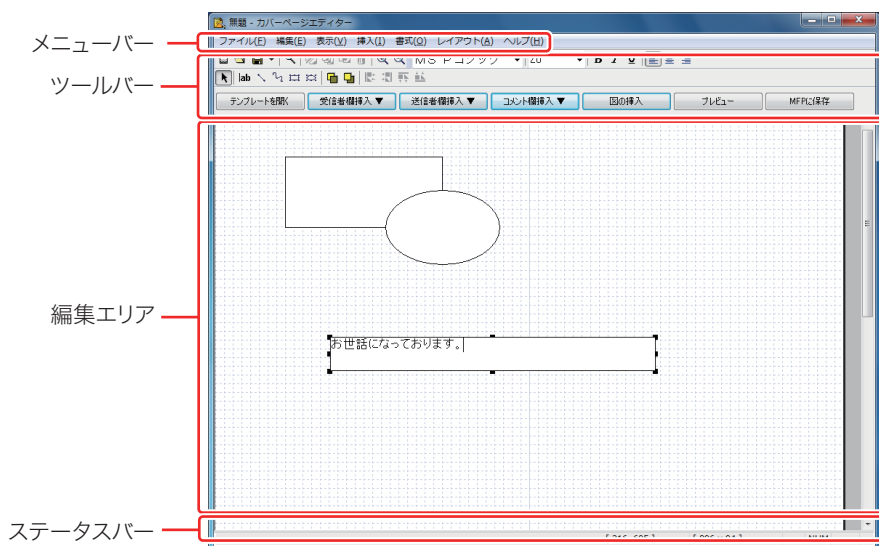 無題 - カバーページエディター
メニューバー
ファイル(F) 編集(E) 表示(V) 挿入(I) 書式(O) レイアウト(A) ヘルプ(H)
ツールバー
MS Pゴシック 20 B I U
lab
テンプレートを開く 受信者欄挿入▼ 送信者欄挿入▼ コメント欄挿入▼ 図の挿入 プレビュー MFPに保存
編集エリア
お世話になっております。
ステータスバー
NUM